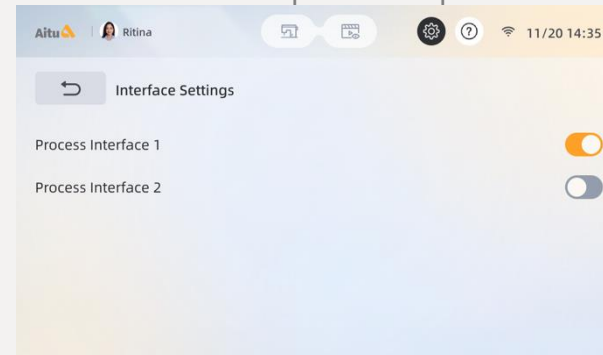 Aitu Ritina ? 11/20 14:35
Interface Settings
Process Interface 1
Process Interface 2